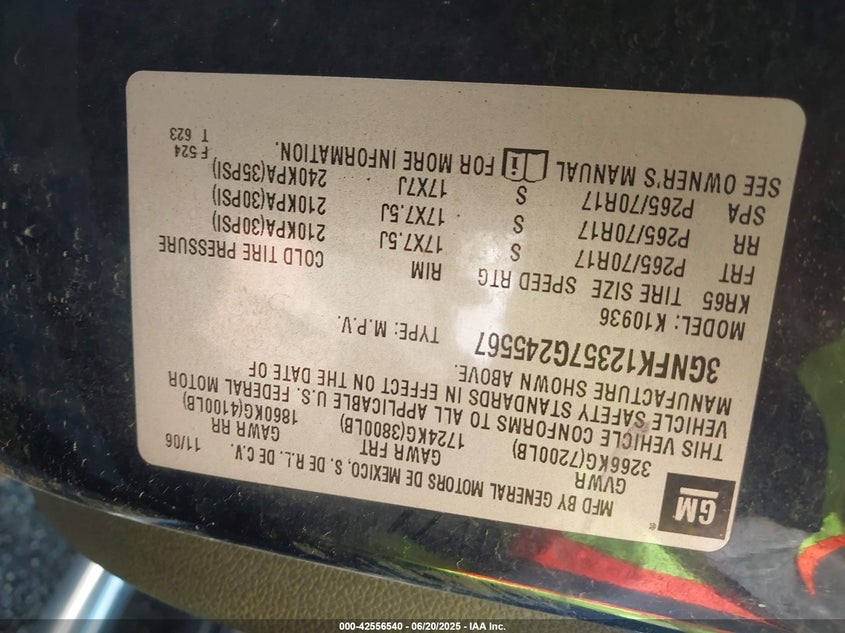 GM
MFD BY GENERAL MOTORS DE MEXICO, S. DE R.L. DE C.V.
11/06
GVWR GAWR FRT GAWR RR
3266KG(7200LB) 1724KG(3800LB) 1860KG(4100LB)
THIS VEHICLE CONFORMS TO ALL APPLICABLE U.S. FEDERAL MOTOR
VEHICLE SAFETY STANDARDS IN EFFECT ON THE DATE OF
MANUFACTURE SHOWN ABOVE.
3GNFK12357G245567 TYPE: M.P.V.
MODEL: K10936
KR65 TIRE SIZE SPEED RTG RIM COLD TIRE PRESSURE
FRT P265/70R17 S 17X7.5J 210KPA(30PSI)
RR P265/70R17 S 17X7.5J 210KPA(30PSI)
SPA P265/70R17 S 17X7J 240KPA(35PSI)
SEE OWNER'S MANUAL i FOR MORE INFORMATION.
F 524
T 623
000-42556540 - 06/20/2025 - IAA Inc.